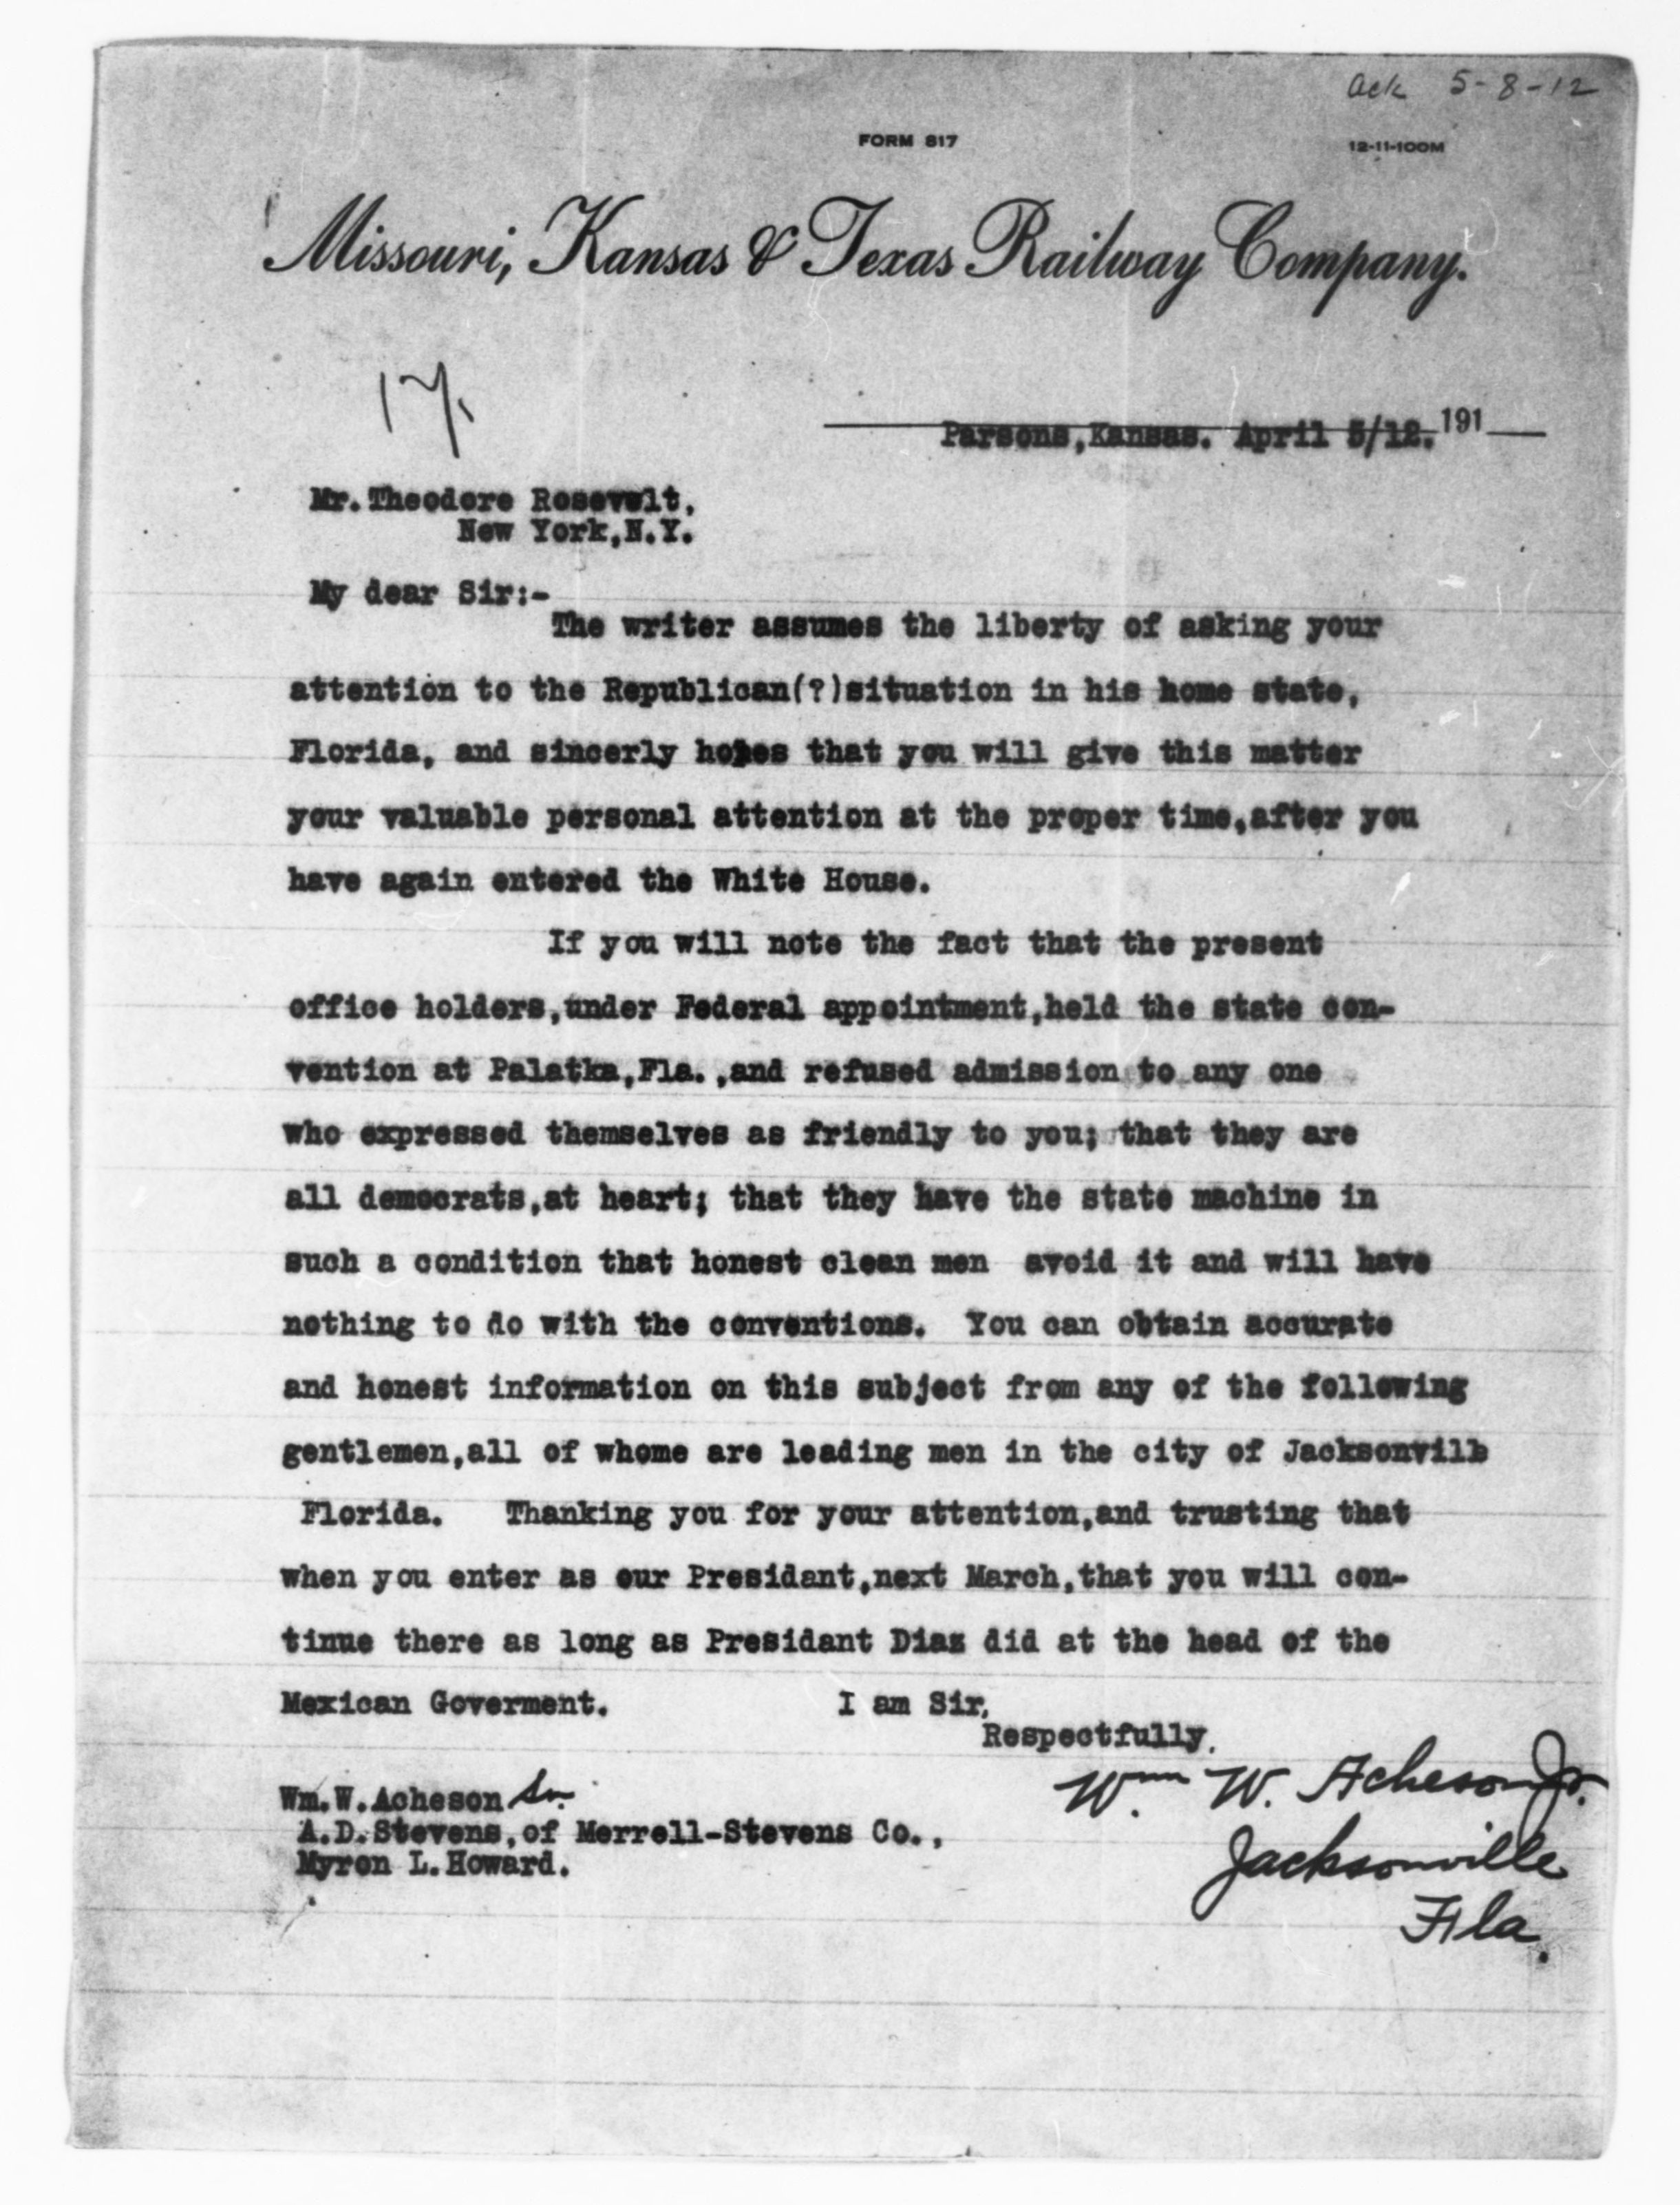 ack 5-8-12
FORM 817
12-11-100M
Missouri, Kansas & Texas Railway Company.
17.
Parsons,Kansas. April 5/12. 191
Mr.Theodore Rosevelt,
New York,N.Y.
My dear Sir:-
The writer assumes the liberty of asking your
attention to the Republican(?)situation in his home state,
Florida, and sincerly hopes that you will give this matter
your valuable personal attention at the proper time,after you
have again entered the White House.
If you will note the fact that the present
office holders,under Federal appointment,held the state con-
vention at Palatka,Fla.,and refused admission to any one
who expressed themselves as friendly to you; that they are
all democrats,at heart; that they have the state machine in
such a condition that honest clean men avoid it and will have
nothing to do with the conventions. You can obtain accurate
and honest information on this subject from any of the following
gentlemen,all of whome are leading men in the city of Jacksonville
Florida. Thanking you for your attention,and trusting that
when you enter as our Presidant,next March,that you will con-
tinue there as long as Presidant Diaz did at the head of the
Mexican Goverment. I am Sir,
Respectfully,
Wm W. Acheson Jr.
Jacksonville
Fla.
Wm.W.Acheson Sr.
A.D.Stevens,of Merrell-Stevens Co.,
Myron L.Howard.